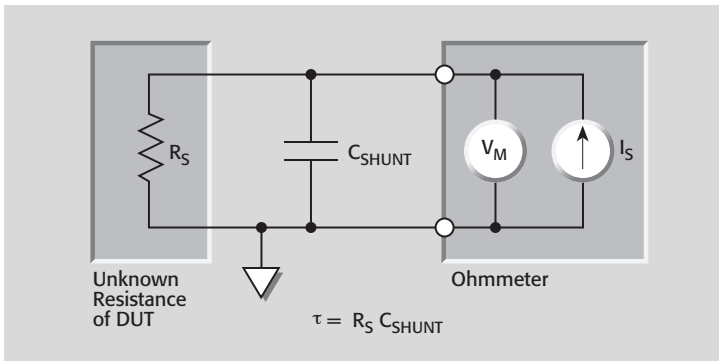 R_S
C_SHUNT
V_M
I_S
Unknown
Resistance
of DUT
Ohmmeter
τ = R_S C_SHUNT